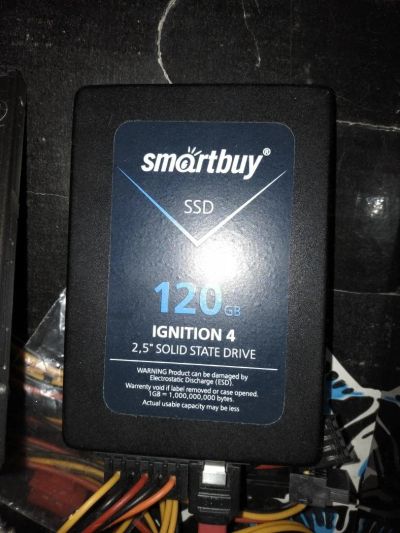 smartbuy®
SSD
120GB
IGNITION 4
2,5" SOLID STATE DRIVE
WARNING Product can be damaged by
Electrostatic Discharge (ESD).
Warranty void if label removed or case opened.
1GB = 1,000,000,000 bytes.
Actual usable capacity may be less